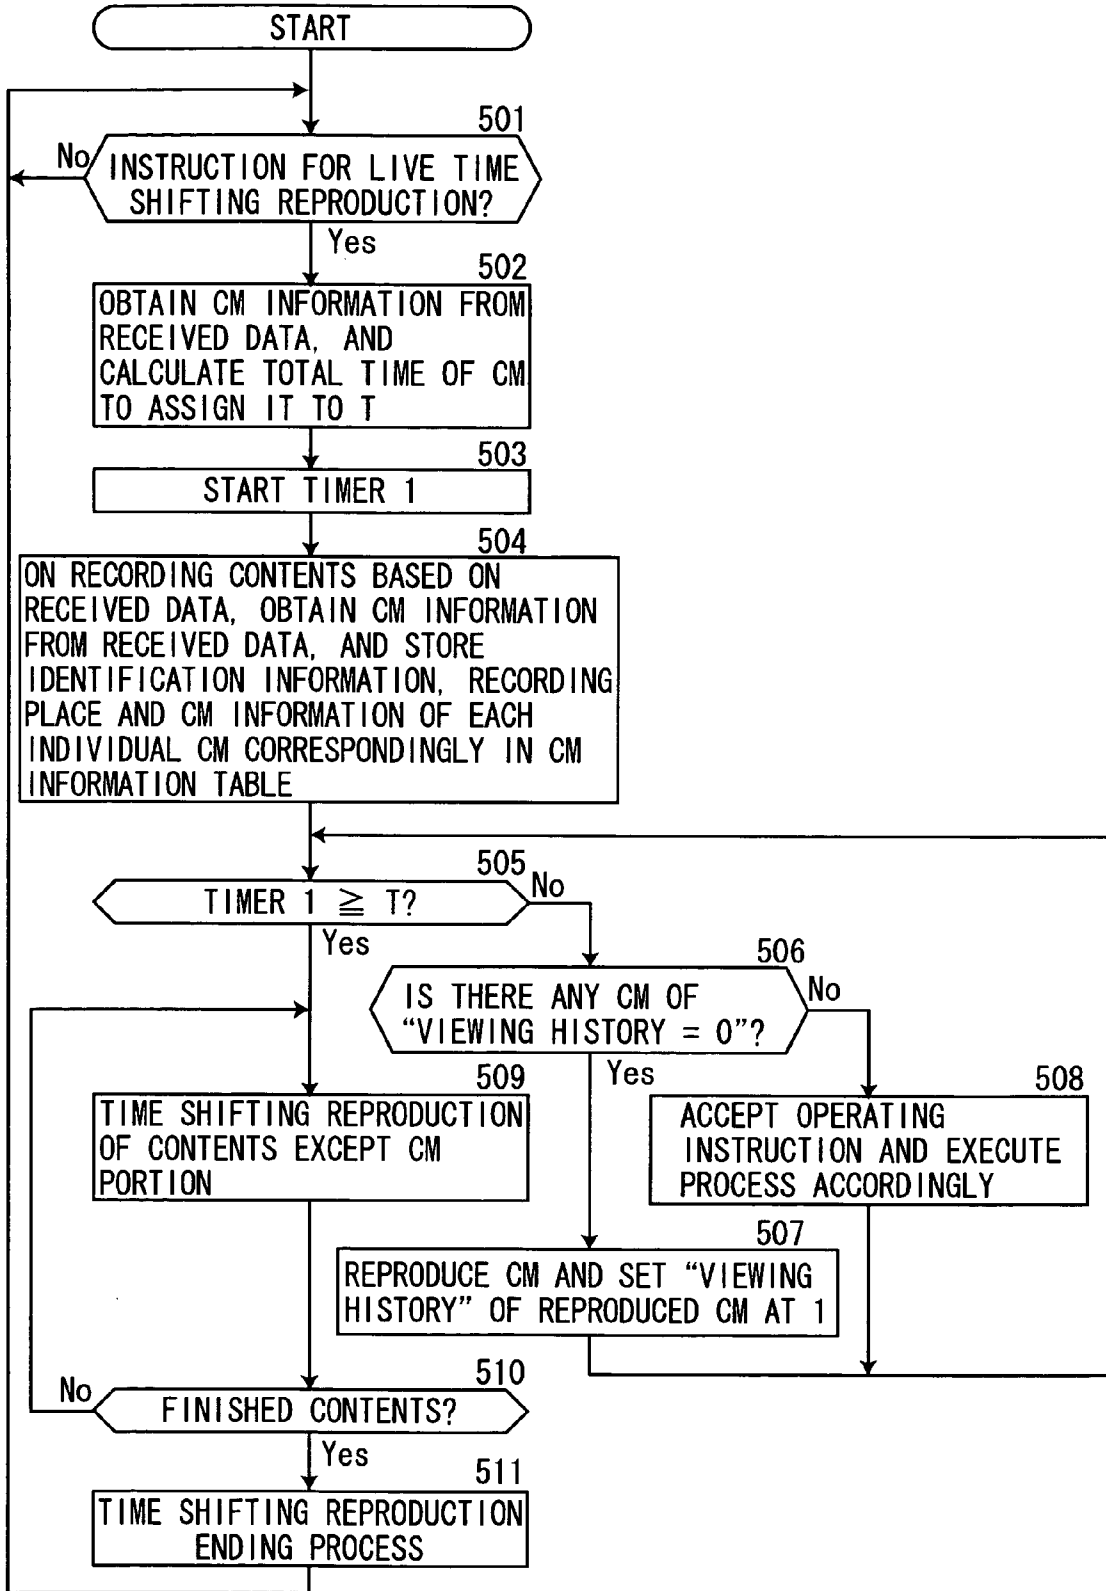 START
501
No
INSTRUCTION FOR LIVE TIME
SHIFTING REPRODUCTION?
Yes
502
OBTAIN CM INFORMATION FROM
RECEIVED DATA, AND
CALCULATE TOTAL TIME OF CM
TO ASSIGN IT TO T
503
START TIMER 1
504
ON RECORDING CONTENTS BASED ON
RECEIVED DATA, OBTAIN CM INFORMATION
FROM RECEIVED DATA, AND STORE
IDENTIFICATION INFORMATION, RECORDING
PLACE AND CM INFORMATION OF EACH
INDIVIDUAL CM CORRESPONDINGLY IN CM
INFORMATION TABLE
505
TIMER 1 ≧ T?
No
Yes
506
IS THERE ANY CM OF
“VIEWING HISTORY = 0”?
No
Yes
508
ACCEPT OPERATING
INSTRUCTION AND EXECUTE
PROCESS ACCORDINGLY
509
TIME SHIFTING REPRODUCTION
OF CONTENTS EXCEPT CM
PORTION
507
REPRODUCE CM AND SET “VIEWING
HISTORY” OF REPRODUCED CM AT 1
510
No
FINISHED CONTENTS?
Yes
511
TIME SHIFTING REPRODUCTION
ENDING PROCESS